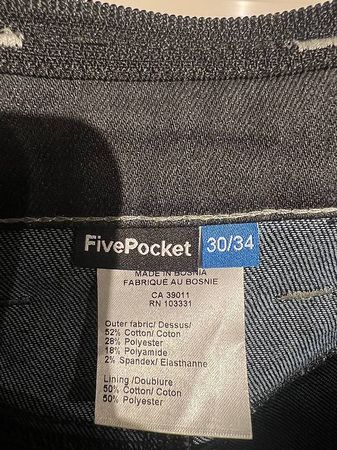 FivePocket 30/34
MADE IN BOSNIA
FABRIQUE AU BOSNIE
CA 39011
RN 103331
Outer fabric/ Dessus/
52% Cotton/ Coton
28% Polyester
18% Polyamide
2% Spandex/ Elasthanne
Lining /Doublure
50% Cotton/ Coton
50% Polyester